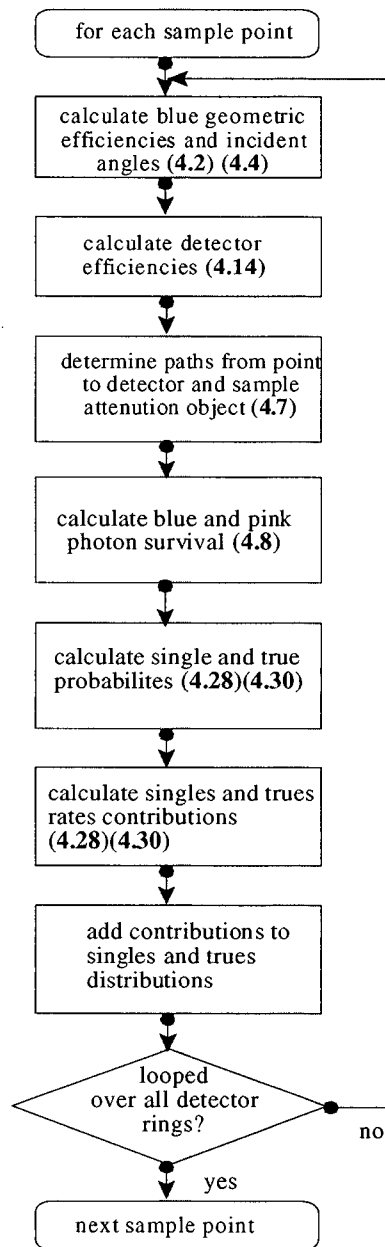 for each sample point
calculate blue geometric
efficiencies and incident
angles (4.2) (4.4)
calculate detector
efficiencies (4.14)
determine paths from point
to detector and sample
attenution object (4.7)
calculate blue and pink
photon survival (4.8)
calculate single and true
probabilites (4.28)(4.30)
calculate singles and trues
rates contributions
(4.28)(4.30)
add contributions to
singles and trues
distributions
looped
over all detector
rings?
no
yes
next sample point